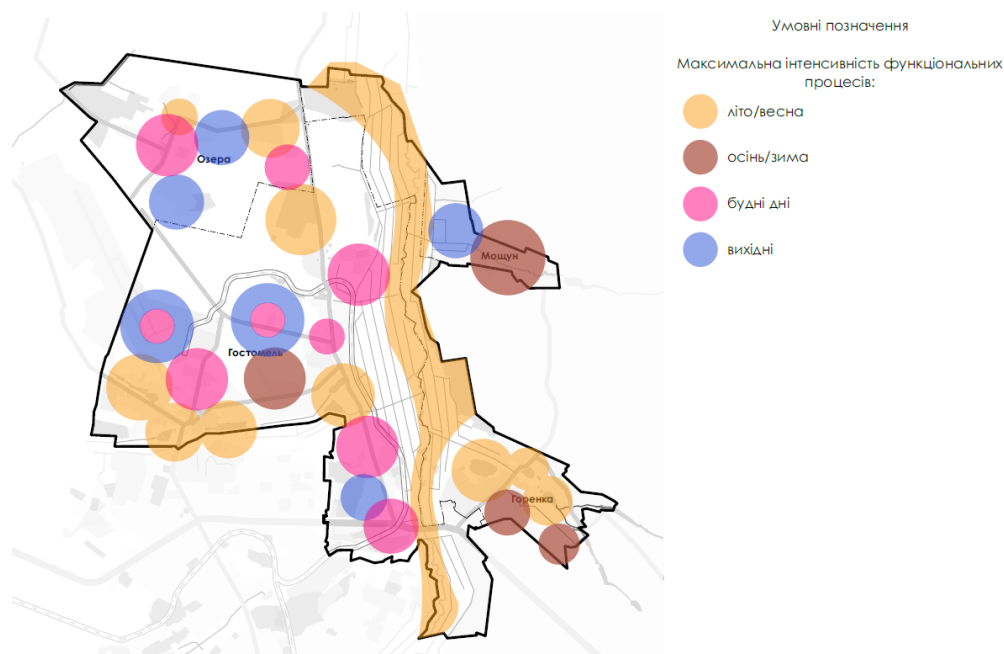 Умовні позначення
Максимальна інтенсивність функціональних
процесів:
літо/весна
осінь/зима
будні дні
вихідні
Озера
Мощун
Гостомель
Горенка